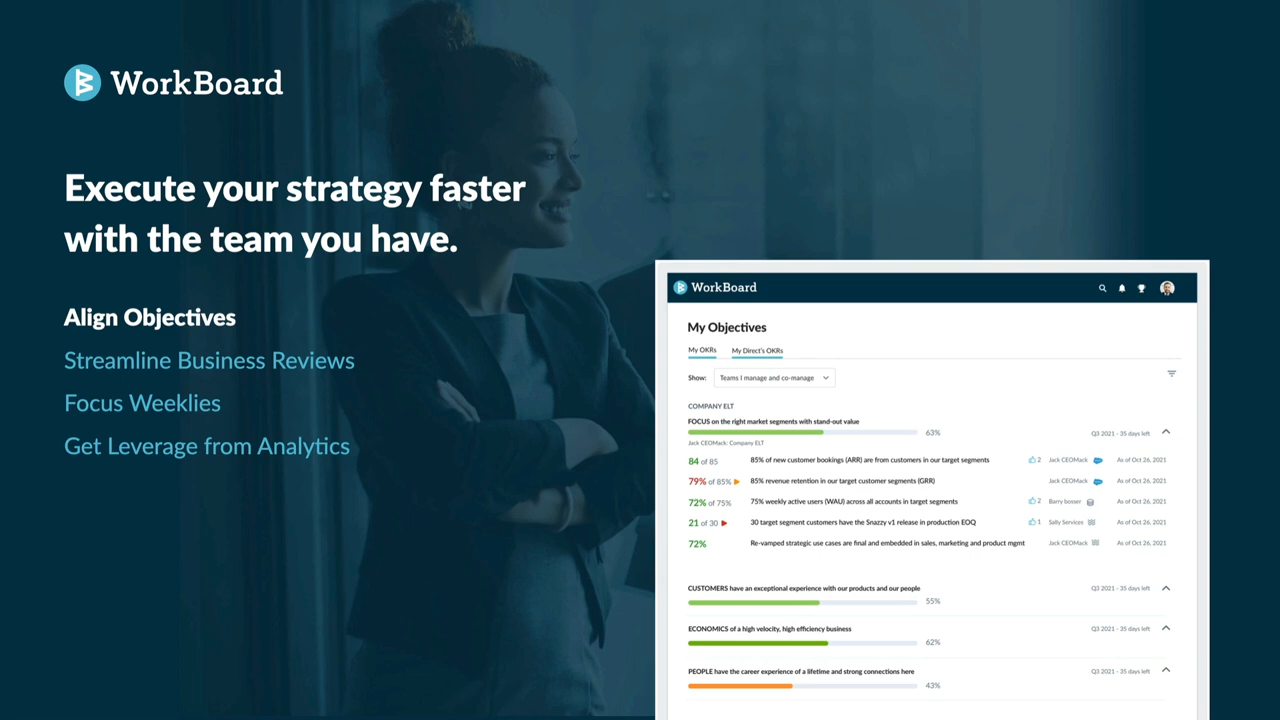 WorkBoard
Execute your strategy faster
with the team you have.
Align Objectives
Streamline Business Reviews
Focus Weeklies
Get Leverage from Analytics
WorkBoard
My Objectives
My OKRs My Direct's OKRs
Show: Teams I manage and co-manage
COMPANY ELT
FOCUS on the right market segments with stand-out value
63% Q3 2021 - 35 days left
Jack CEOMack: Company ELT
84 of 85 85% of new customer bookings (ARR) are from customers in our target segments 2 Jack CEOMack As of Oct 26, 2021
79% of 85% 85% revenue retention in our target customer segments (GRR) Jack CEOMack As of Oct 26, 2021
72% of 75% 75% weekly active users (WAU) across all accounts in target segments 2 Barry bosser As of Oct 26, 2021
21 of 30 30 target segment customers have the Snazzy v1 release in production EOQ 1 Sally Services As of Oct 26, 2021
72% Re-vamped strategic use cases are final and embedded in sales, marketing and product mgmt Jack CEOMack As of Oct 26, 2021
CUSTOMERS have an exceptional experience with our products and our people Q3 2021 - 35 days left
55%
ECONOMICS of a high velocity, high efficiency business Q3 2021 - 35 days left
62%
PEOPLE have the career experience of a lifetime and strong connections here Q3 2021 - 35 days left
43%